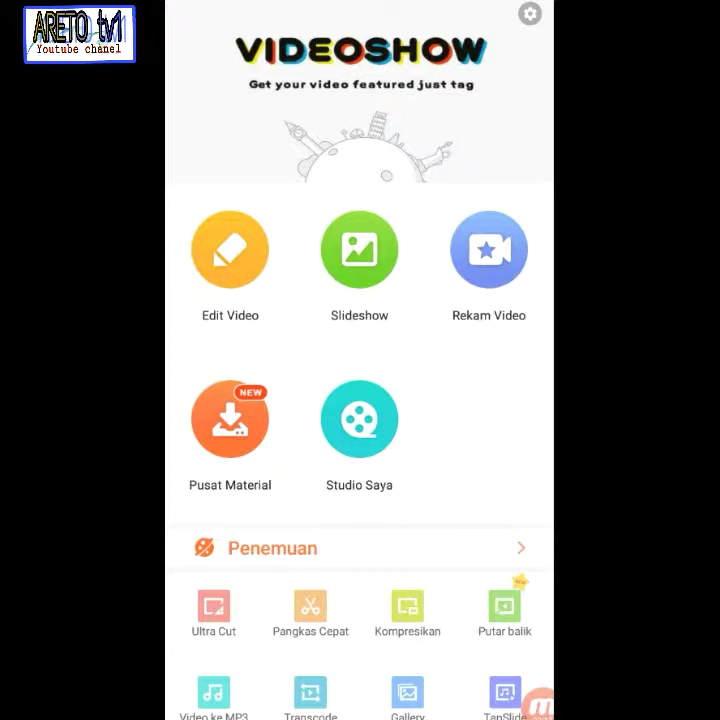 ARETO tv1
Youtube chanel
VIDEOSHOW
Get your video featured just tag
Edit Video
Slideshow
Rekam Video
NEW
Pusat Material
Studio Saya
Penemuan
Ultra Cut
Pangkas Cepat
Kompresikan
Putar balik
Video ke MP3
Transcode
Gallery
TapSlide